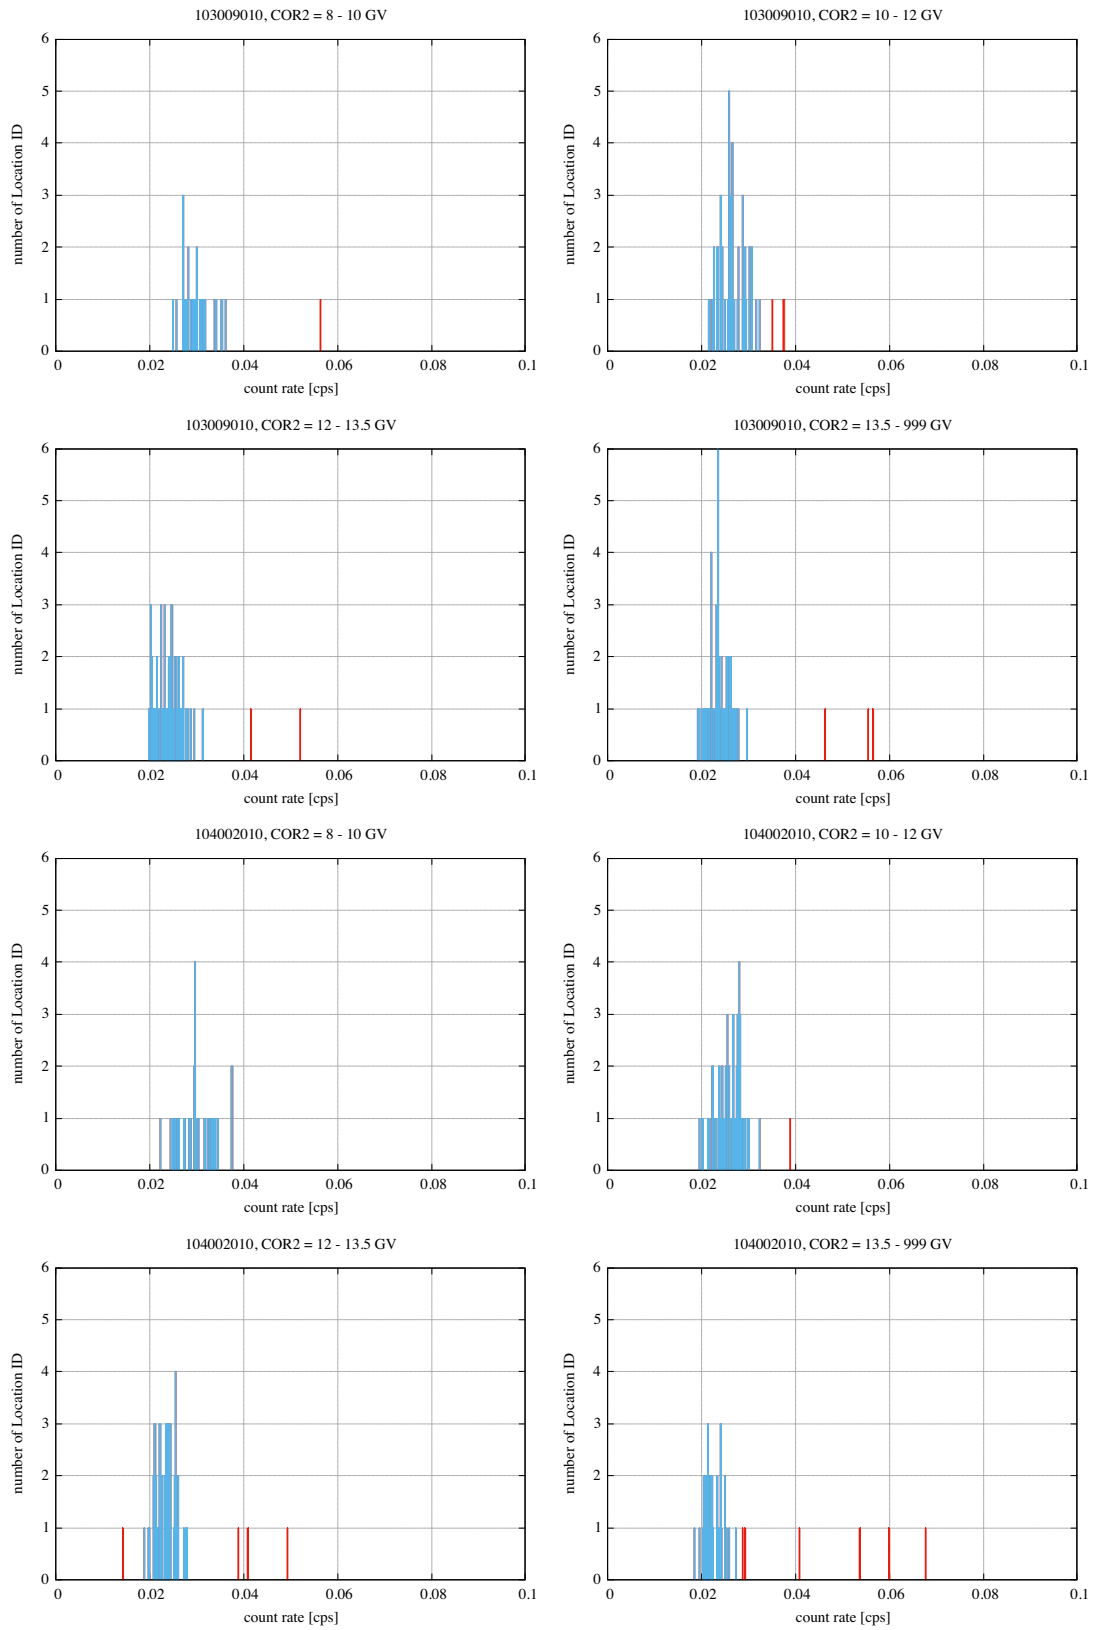 103009010, COR2 = 8 - 10 GV
6
5
4
3
2
1
0
number of Location ID
0 0.02 0.04 0.06 0.08 0.1
count rate [cps]
103009010, COR2 = 10 - 12 GV
6
5
4
3
2
1
0
number of Location ID
0 0.02 0.04 0.06 0.08 0.1
count rate [cps]
103009010, COR2 = 12 - 13.5 GV
6
5
4
3
2
1
0
number of Location ID
0 0.02 0.04 0.06 0.08 0.1
count rate [cps]
103009010, COR2 = 13.5 - 999 GV
6
5
4
3
2
1
0
number of Location ID
0 0.02 0.04 0.06 0.08 0.1
count rate [cps]
104002010, COR2 = 8 - 10 GV
6
5
4
3
2
1
0
number of Location ID
0 0.02 0.04 0.06 0.08 0.1
count rate [cps]
104002010, COR2 = 10 - 12 GV
6
5
4
3
2
1
0
number of Location ID
0 0.02 0.04 0.06 0.08 0.1
count rate [cps]
104002010, COR2 = 12 - 13.5 GV
6
5
4
3
2
1
0
number of Location ID
0 0.02 0.04 0.06 0.08 0.1
count rate [cps]
104002010, COR2 = 13.5 - 999 GV
6
5
4
3
2
1
0
number of Location ID
0 0.02 0.04 0.06 0.08 0.1
count rate [cps]